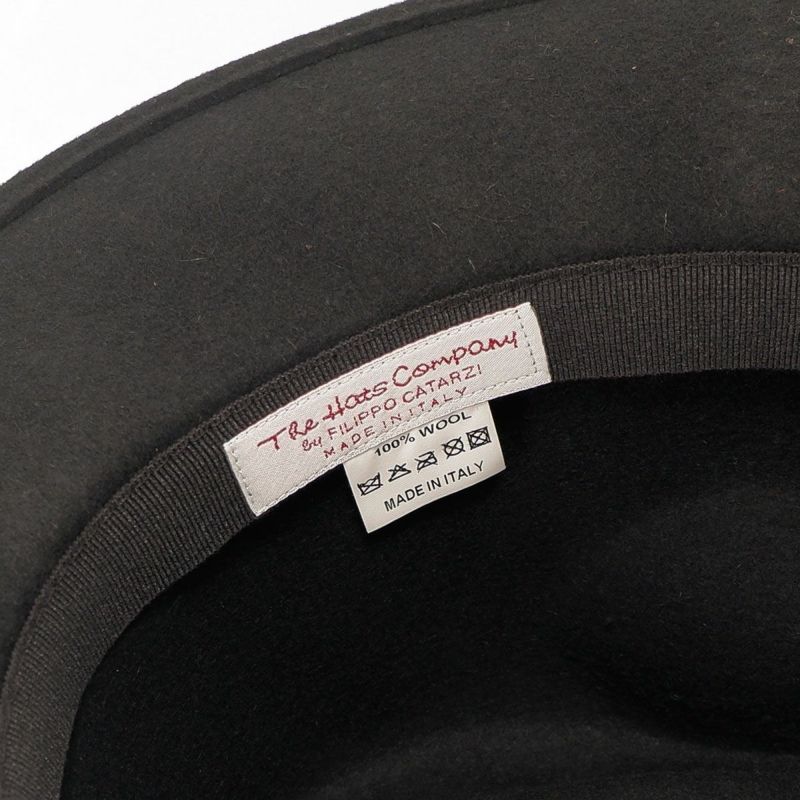 The Hats Company
by FILIPPO CATARZI
MADE IN ITALY
100% WOOL
MADE IN ITALY